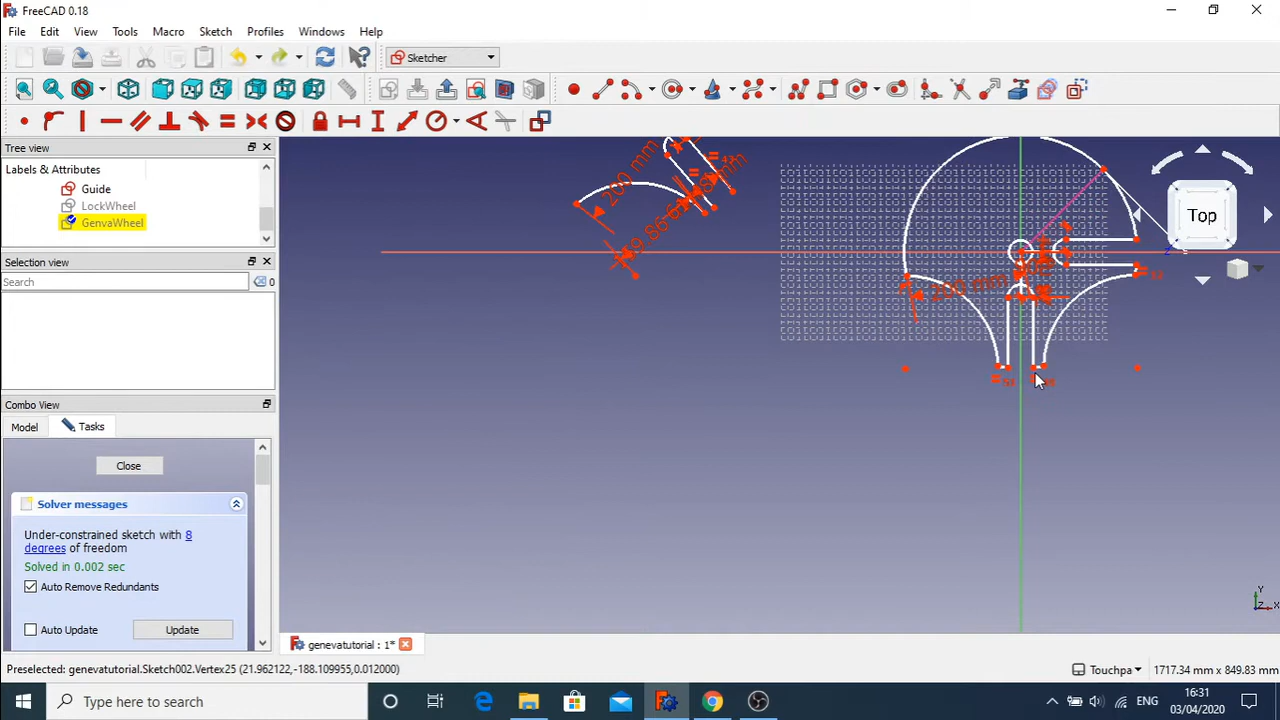 FreeCAD 0.18
File Edit View Tools Macro Sketch Profiles Windows Help
Sketcher
Tree view
Labels & Attributes
Guide
LockWheel
GenvaWheel
Selection view
Search
0
Combo View
Model Tasks
Close
Solver messages
Under-constrained sketch with 8
degrees of freedom
Solved in 0.002 sec
Auto Remove Redundants
Auto Update Update
200 mm
200 mm
Top
Z
Y
Z X
genevatutorial : 1*
Preselected: genevatutorial.Sketch002.Vertex25 (21.962122,-188.109955,0.012000)
Touchpa
1717.34 mm x 849.83 mm
Type here to search
ENG
16:31
03/04/2020